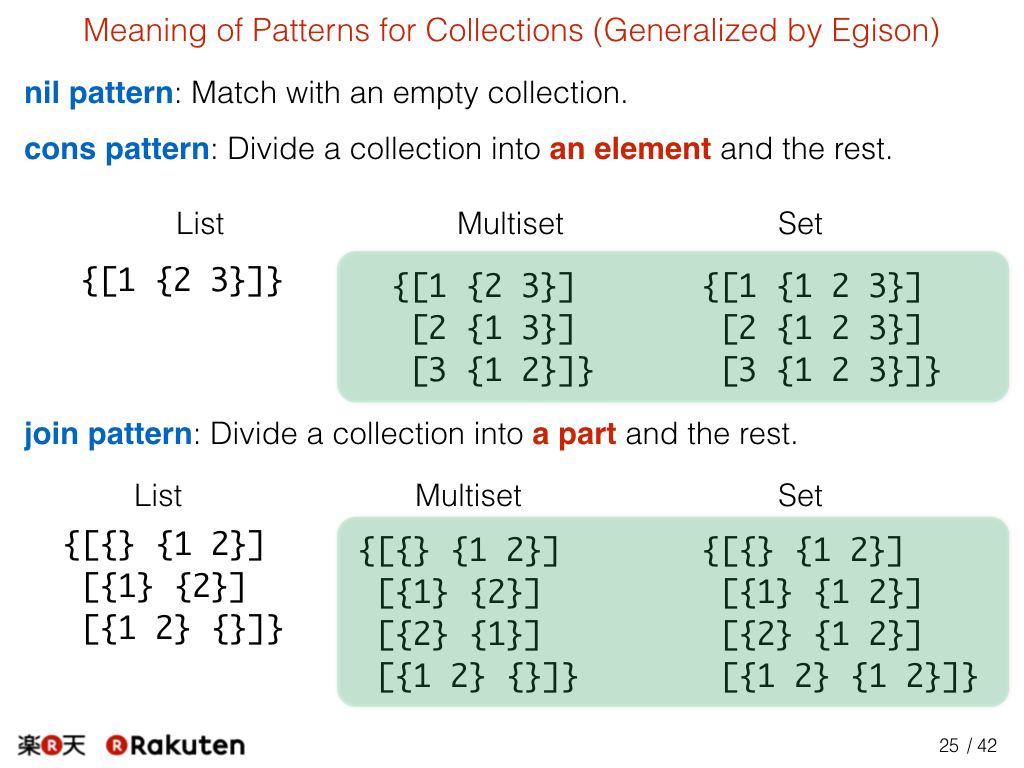 Meaning of Patterns for Collections (Generalized by Egison)
nil pattern: Match with an empty collection.
cons pattern: Divide a collection into an element and the rest.
List Multiset Set
{[1 {2 3}]} {[1 {2 3}] {[1 {1 2 3}]
[2 {1 3}] [2 {1 2 3}]
[3 {1 2}]} [3 {1 2 3}]}
join pattern: Divide a collection into a part and the rest.
List Multiset Set
{[{} {1 2}] {[{} {1 2}] {[{} {1 2}]
[{1} {2}] [{1} {2}] [{1} {1 2}]
[{1 2} {}]} [{2} {1}] [{2} {1 2}]
[{1 2} {}]} [{1 2} {1 2}]}
楽R天 R Rakuten 25 / 42